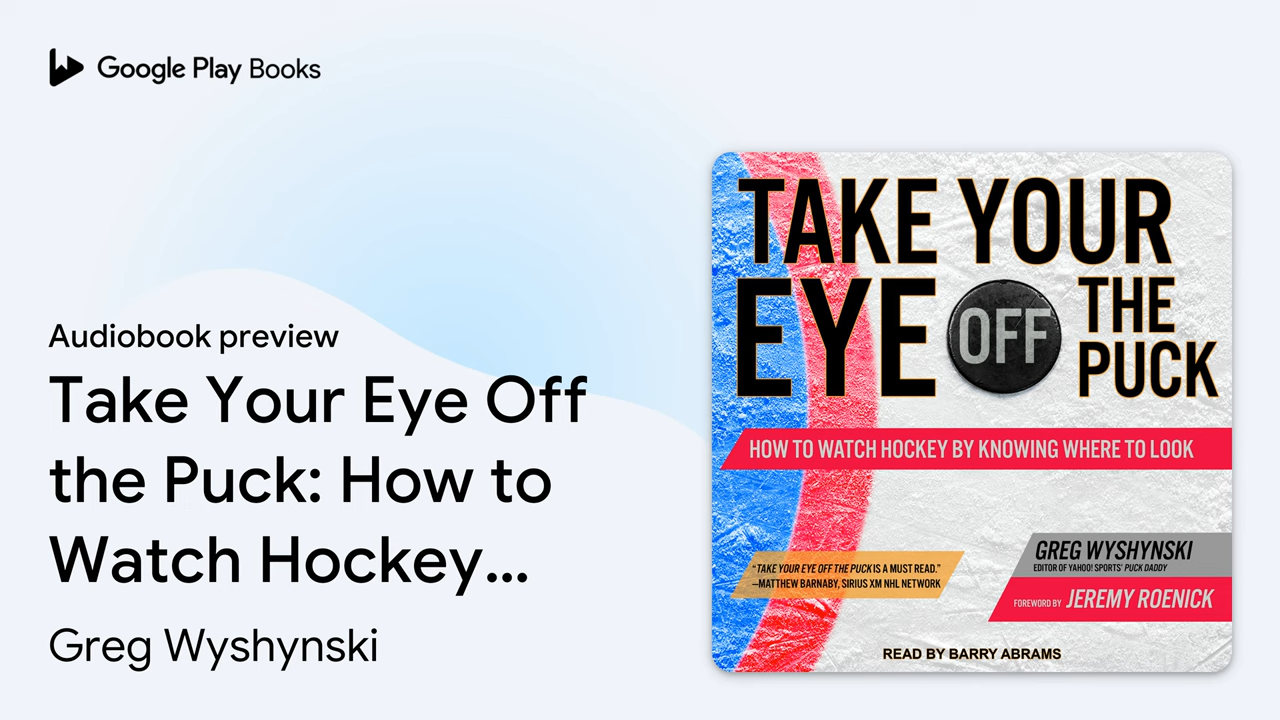 Google Play Books
Audiobook preview
Take Your Eye Off
the Puck: How to
Watch Hockey...
Greg Wyshynski
TAKE YOUR
EYE OFF THE
PUCK
HOW TO WATCH HOCKEY BY KNOWING WHERE TO LOOK
"TAKE YOUR EYE OFF THE PUCK IS A MUST READ."
—MATTHEW BARNABY, SIRIUS XM NHL NETWORK
GREG WYSHYNSKI
EDITOR OF YAHOO! SPORTS' PUCK DADDY
FOREWORD BY JEREMY ROENICK
READ BY BARRY ABRAMS